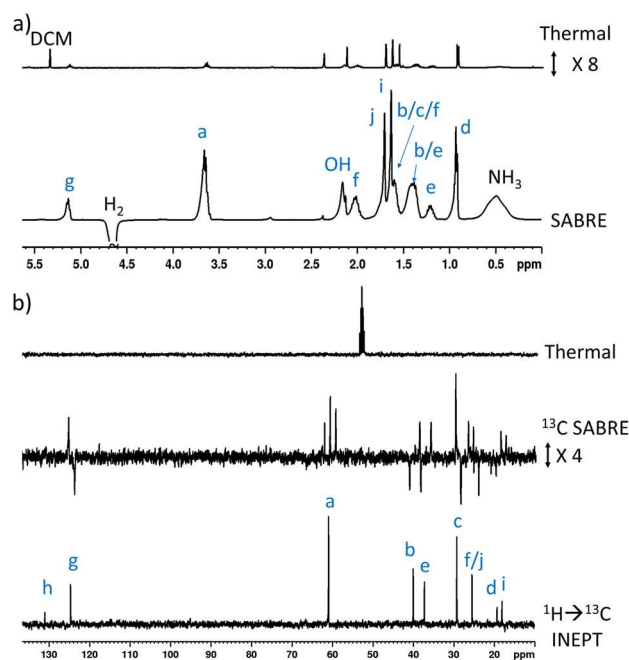 a)
DCM
Thermal
X 8
i
j
b/c/f
a
b/e
d
OH
g
f
H2
e
NH3
SABRE
5.5 5.0 4.5 4.0 3.5 3.0 2.5 2.0 1.5 1.0 0.5 ppm
b)
Thermal
13C SABRE
X 4
a
c
g
b
f/j
h
e
d i
1H→13C
INEPT
130 120 110 100 90 80 70 60 50 40 30 20 ppm